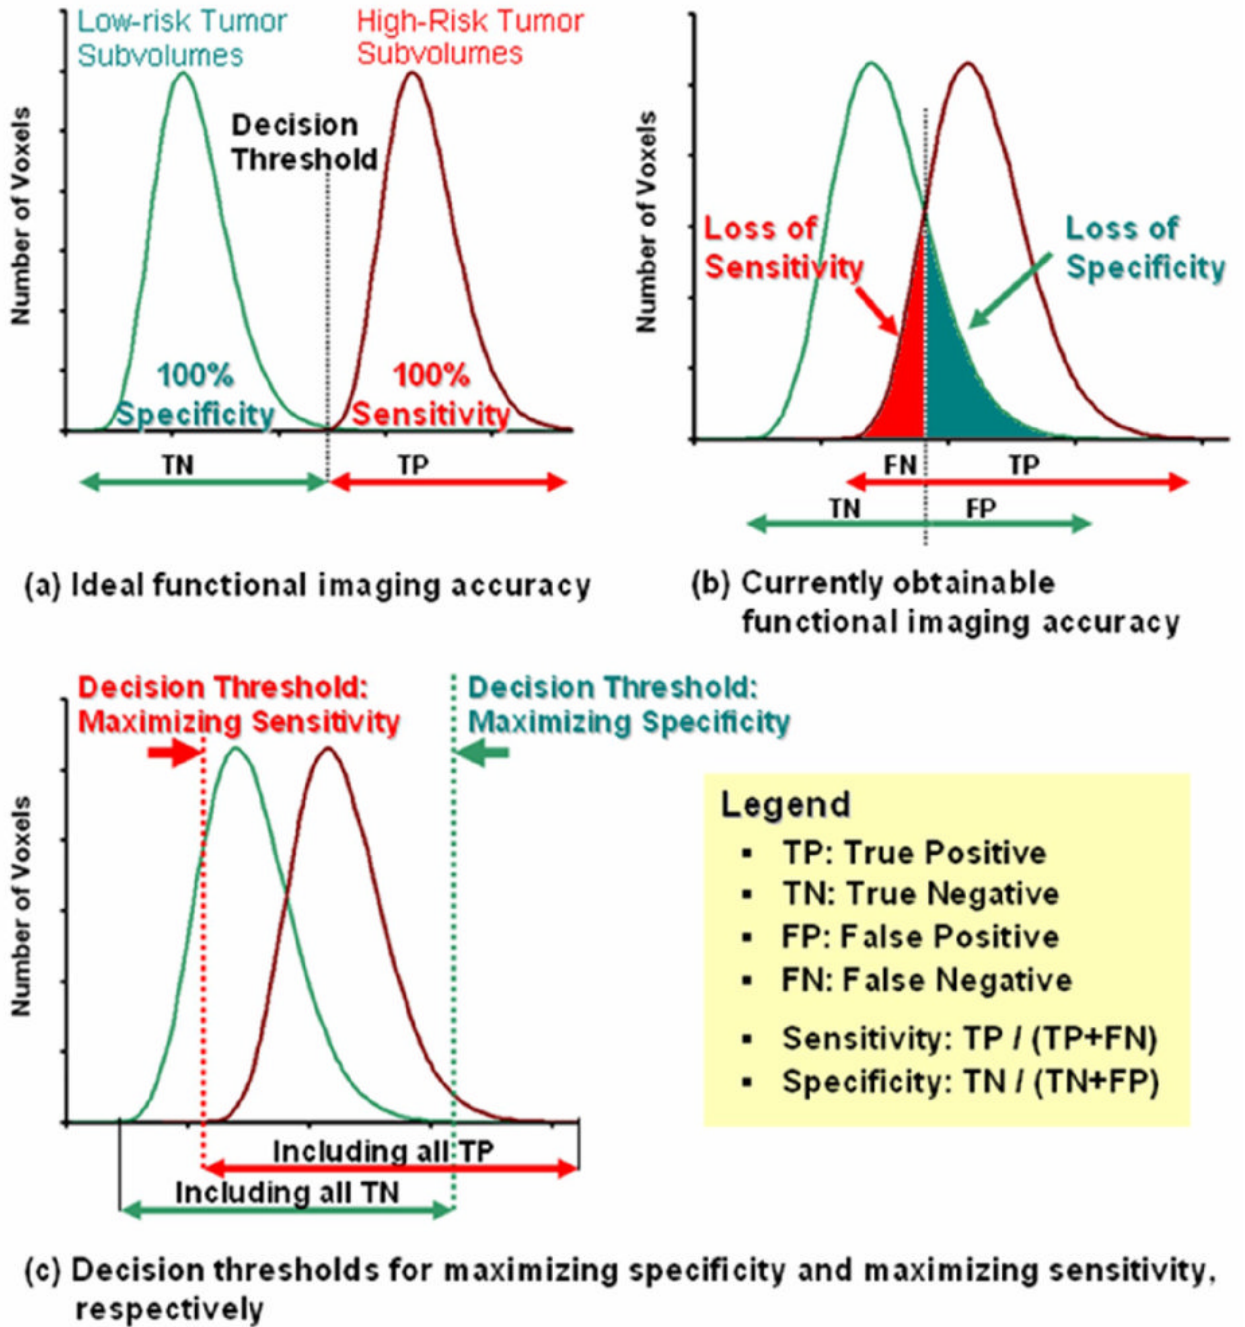 Low-risk Tumor
Subvolumes
High-Risk Tumor
Subvolumes
Decision
Threshold
Number of Voxels
100%
Specificity
100%
Sensitivity
TN
TP
(a) Ideal functional imaging accuracy
Number of Voxels
Loss of
Sensitivity
Loss of
Specificity
FN
TP
TN
FP
(b) Currently obtainable
functional imaging accuracy
Decision Threshold:
Maximizing Sensitivity
Decision Threshold:
Maximizing Specificity
Number of Voxels
Including all TP
Including all TN
Legend
▪ TP: True Positive
▪ TN: True Negative
▪ FP: False Positive
▪ FN: False Negative
▪ Sensitivity: TP / (TP+FN)
▪ Specificity: TN / (TN+FP)
(c) Decision thresholds for maximizing specificity and maximizing sensitivity,
respectively